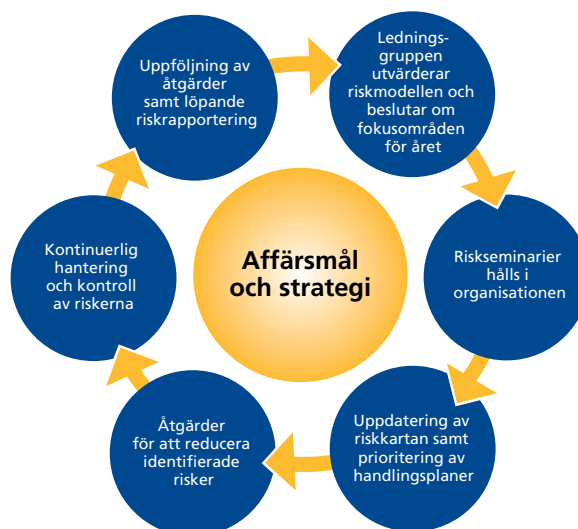 Uppföljning av
åtgärder
samt löpande
riskrapportering
Lednings-
gruppen
utvärderar
riskmodellen och
beslutar om
fokusområden
för året
Riskseminarier
hålls i
organisationen
Uppdatering av
riskkartan samt
prioritering av
handlingsplaner
Åtgärder
för att reducera
identifierade
risker
Kontinuerlig
hantering
och kontroll
av riskerna
Affärsmål
och strategi